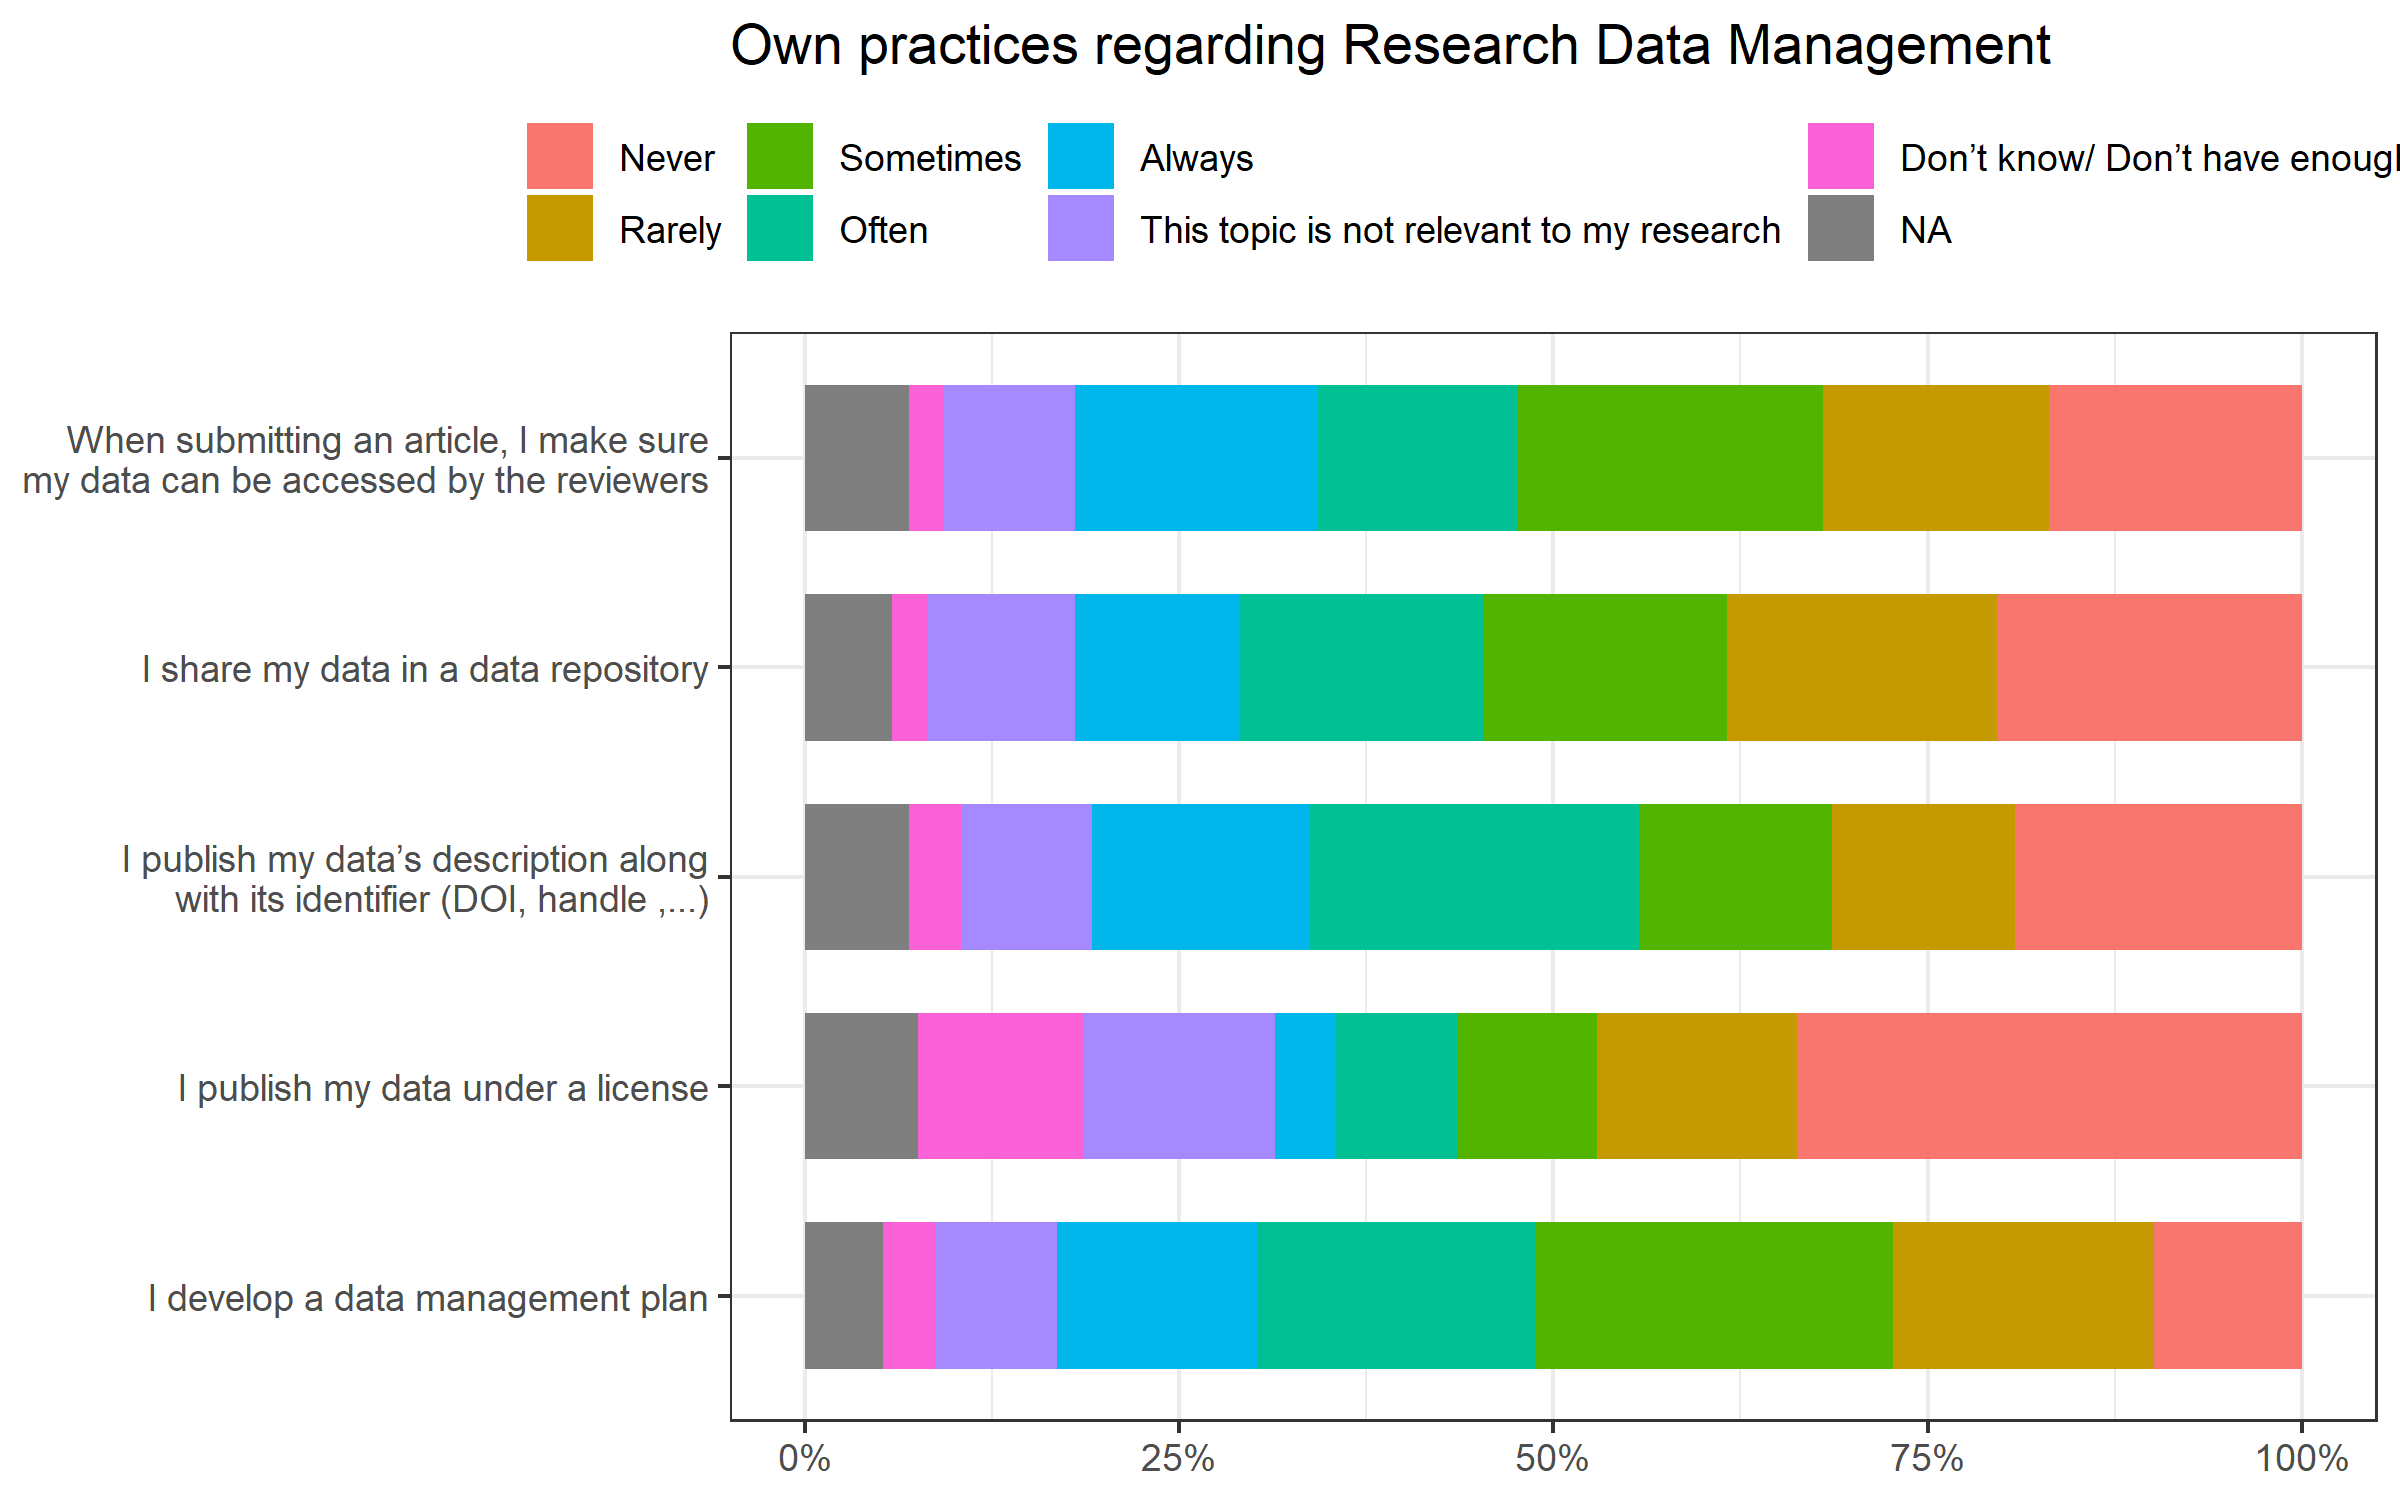 Own practices regarding Research Data Management
Never
Sometimes
Always
Don’t know/ Don’t have
Rarely
Often
This topic is not relevant to my research
NA
When submitting an article, I make sure
my data can be accessed by the reviewers
I share my data in a data repository
I publish my data’s description along
with its identifier (DOI, handle ,...)
I publish my data under a license
I develop a data management plan
0%
25%
50%
75%
100%